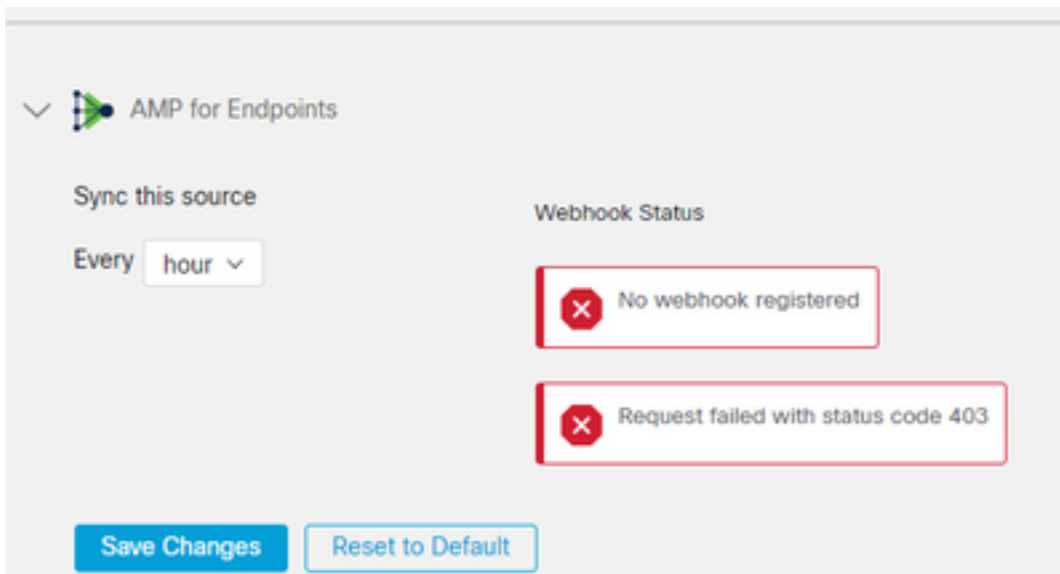 AMP for Endpoints
Sync this source
Every hour
Webhook Status
No webhook registered
Request failed with status code 403
Save Changes
Reset to Default